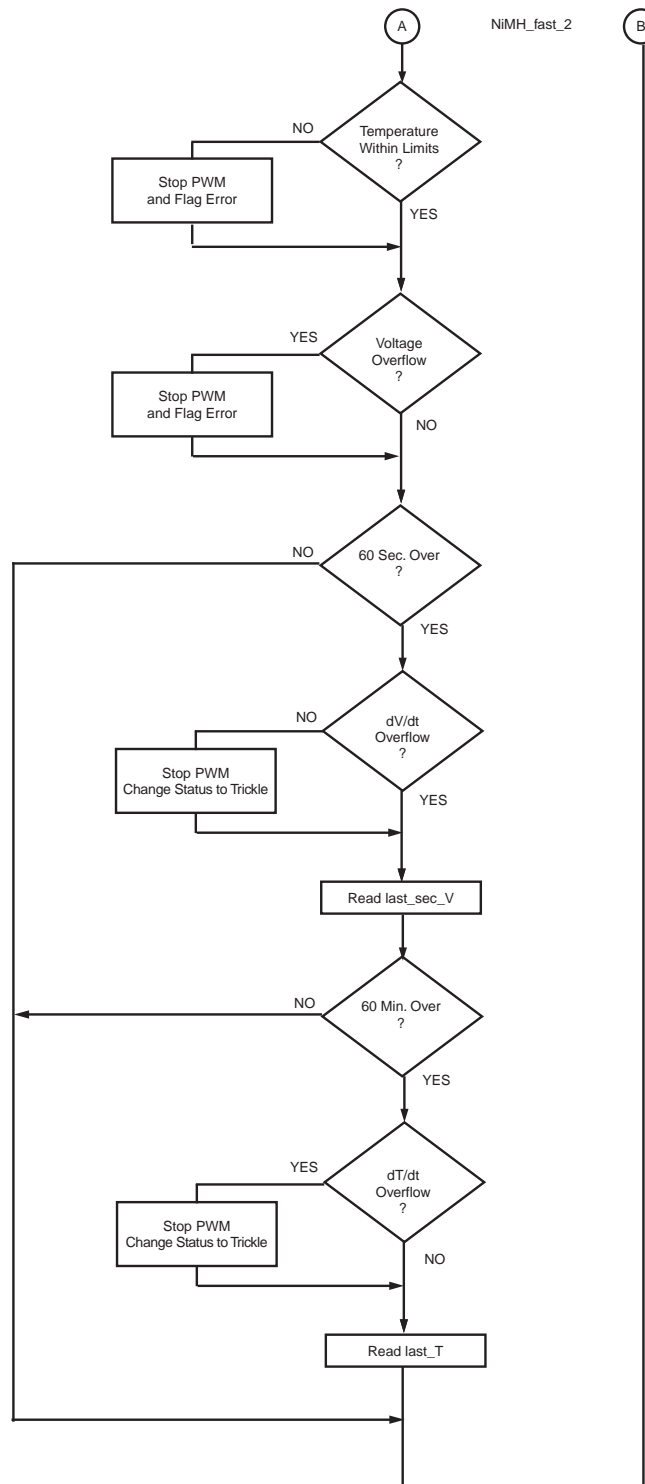 A
NiMH_fast_2
B
NO
Temperature
Within Limits
?
Stop PWM
and Flag Error
YES
YES
Voltage
Overflow
?
Stop PWM
and Flag Error
NO
NO
60 Sec. Over
?
YES
NO
dV/dt
Overflow
?
Stop PWM
Change Status to Trickle
YES
Read last_sec_V
NO
60 Min. Over
?
YES
YES
dT/dt
Overflow
?
Stop PWM
Change Status to Trickle
NO
Read last_T